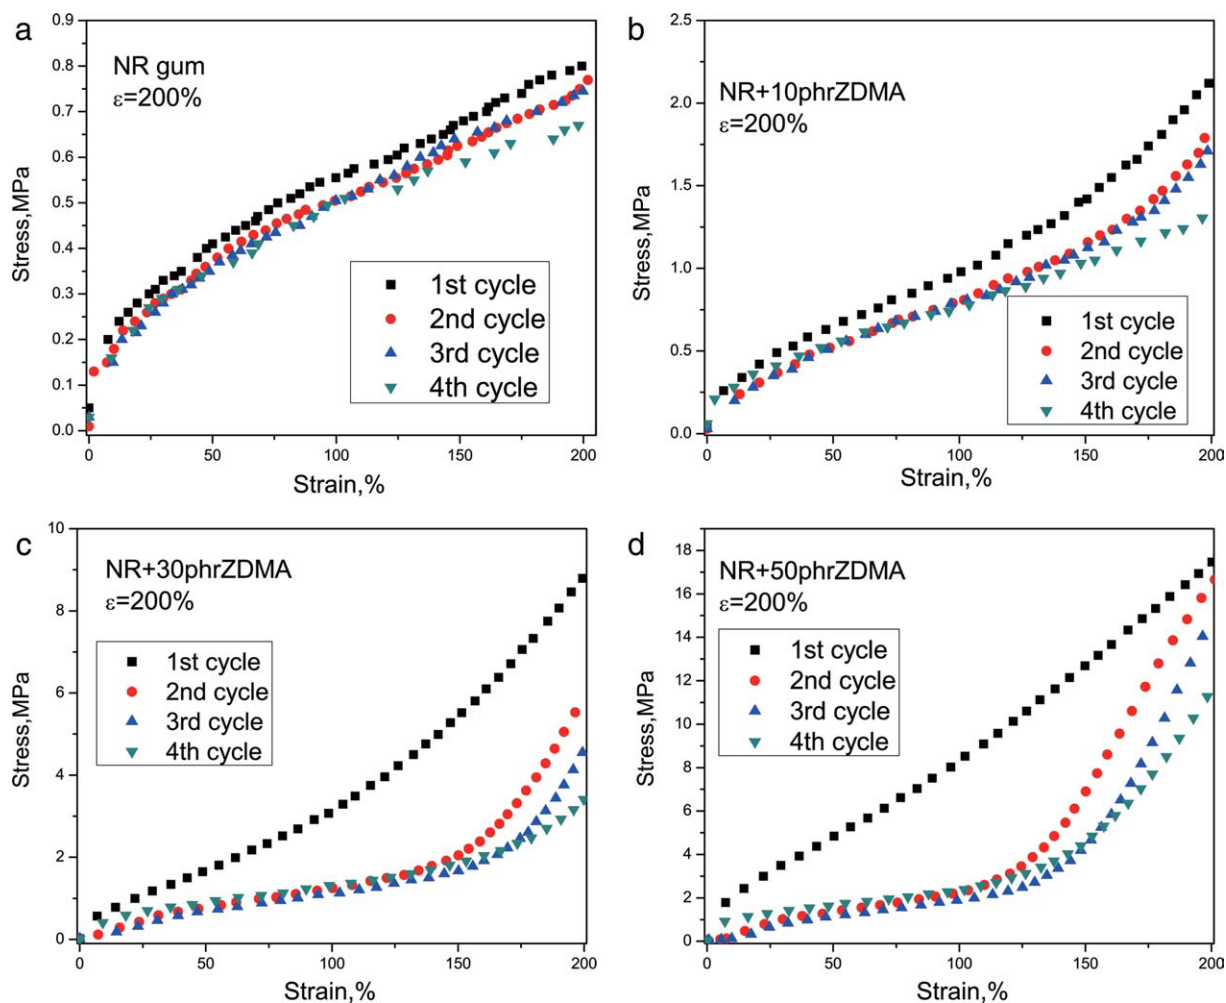 a
NR gum
ε=200%
Stress,MPa
0.9
0.8
0.7
0.6
0.5
0.4
0.3
0.2
0.1
0.0
1st cycle
2nd cycle
3rd cycle
4th cycle
0 50 100 150 200
Strain,%
b
NR+10phrZDMA
ε=200%
Stress,MPa
2.5
2.0
1.5
1.0
0.5
0.0
1st cycle
2nd cycle
3rd cycle
4th cycle
0 50 100 150 200
Strain,%
c
NR+30phrZDMA
ε=200%
Stress,MPa
10
8
6
4
2
0
1st cycle
2nd cycle
3rd cycle
4th cycle
0 50 100 150 200
Strain,%
d
NR+50phrZDMA
ε=200%
Stress,MPa
18
16
14
12
10
8
6
4
2
0
1st cycle
2nd cycle
3rd cycle
4th cycle
0 50 100 150 200
Strain,%